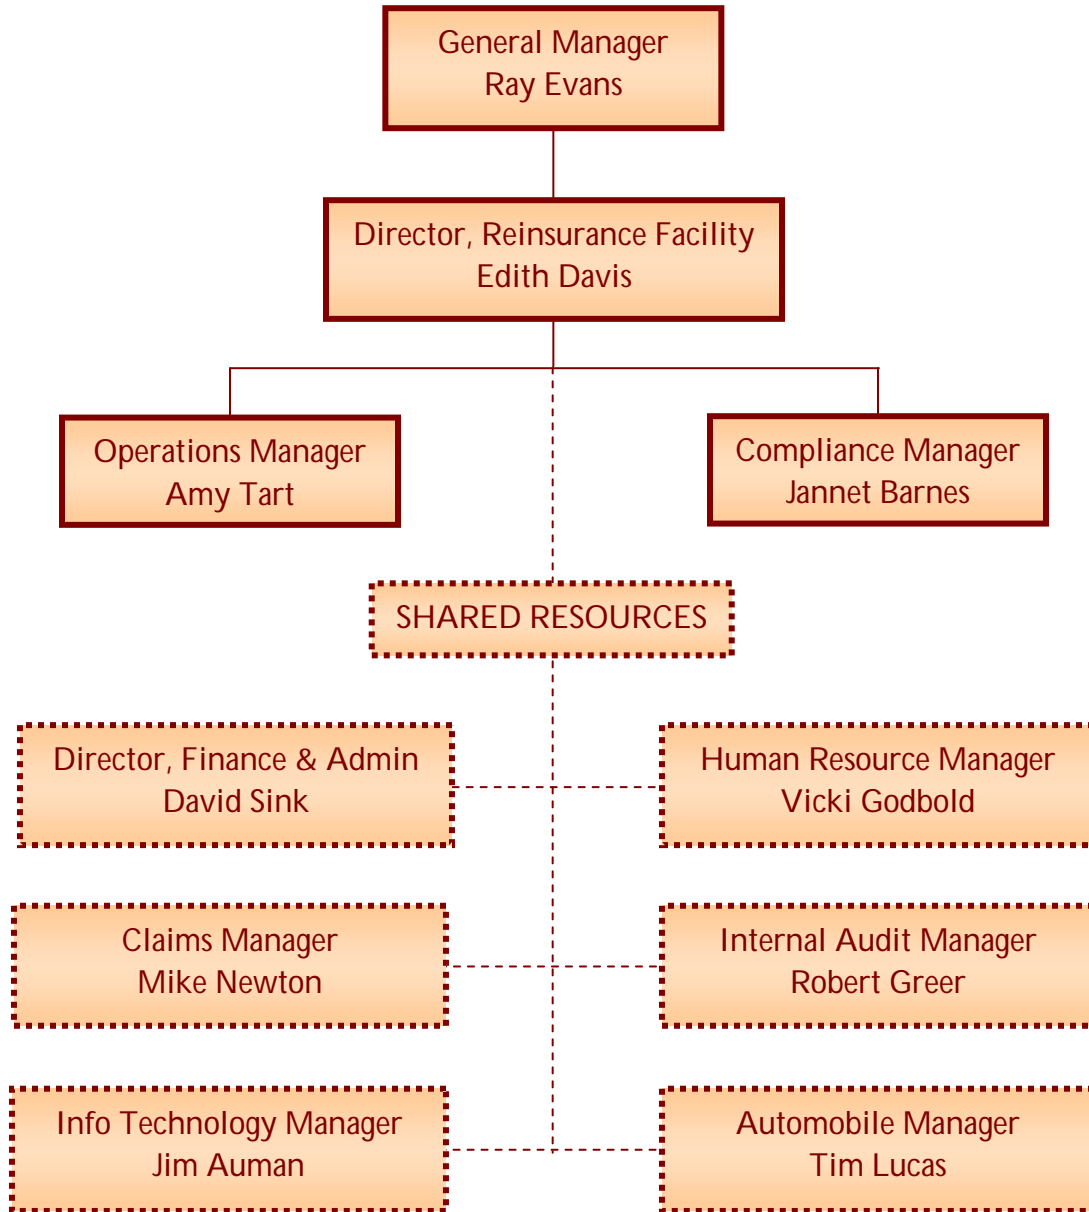 General Manager
Ray Evans
Director, Reinsurance Facility
Edith Davis
Operations Manager
Amy Tart
Compliance Manager
Jannet Barnes
SHARED RESOURCES
Director, Finance & Admin
David Sink
Human Resource Manager
Vicki Godbold
Claims Manager
Mike Newton
Internal Audit Manager
Robert Greer
Info Technology Manager
Jim Auman
Automobile Manager
Tim Lucas